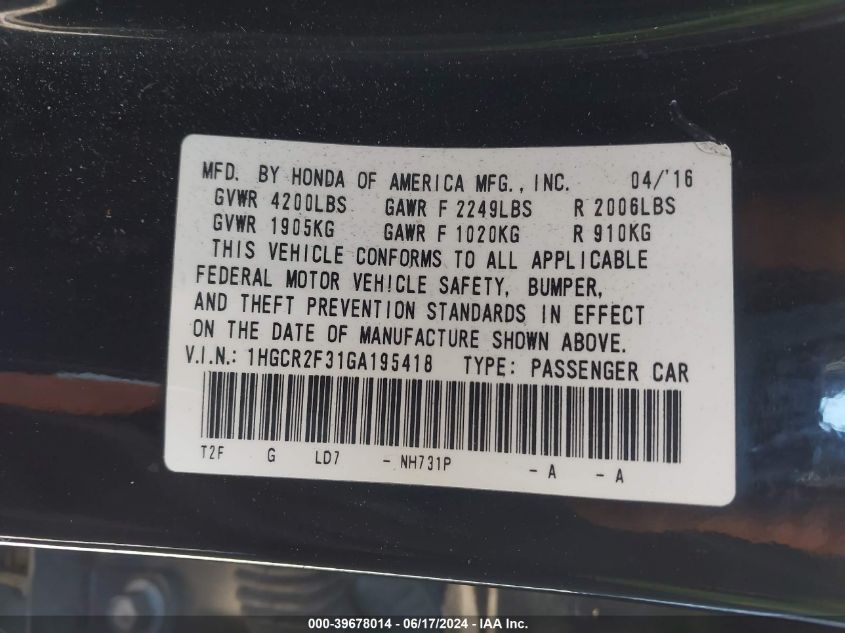 MFD. BY HONDA OF AMERICA MFG., INC. 04/'16
GVWR 4200LBS GAWR F 2249LBS R 2006LBS
GVWR 1905KG GAWR F 1020KG R 910KG
THIS VEHICLE CONFORMS TO ALL APPLICABLE
FEDERAL MOTOR VEHICLE SAFETY, BUMPER,
AND THEFT PREVENTION STANDARDS IN EFFECT
ON THE DATE OF MANUFACTURE SHOWN ABOVE.
V.I.N.: 1HGCR2F31GA195418 TYPE: PASSENGER CAR
T2F G LD7 - NH731P - A - A
000-39678014 - 06/17/2024 - IAA Inc.